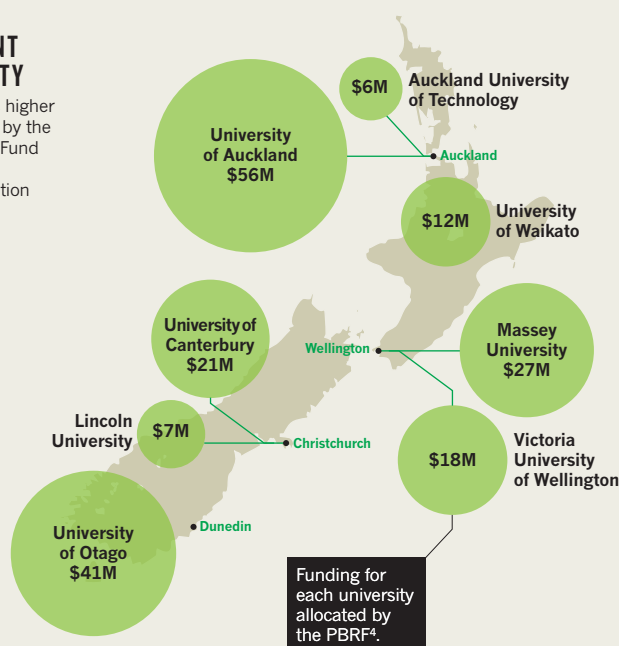 NT
TY
higher
by the
Fund
tion
$6M
Auckland University
of Technology
University
of Auckland
$56M
Auckland
$12M
University
of Waikato
University of
Canterbury
$21M
Wellington
Massey
University
$27M
Lincoln
University
$7M
Christchurch
$18M
Victoria
University
of Wellington
Dunedin
University
of Otago
$41M
Funding for
each university
allocated by
the PBRF⁴.